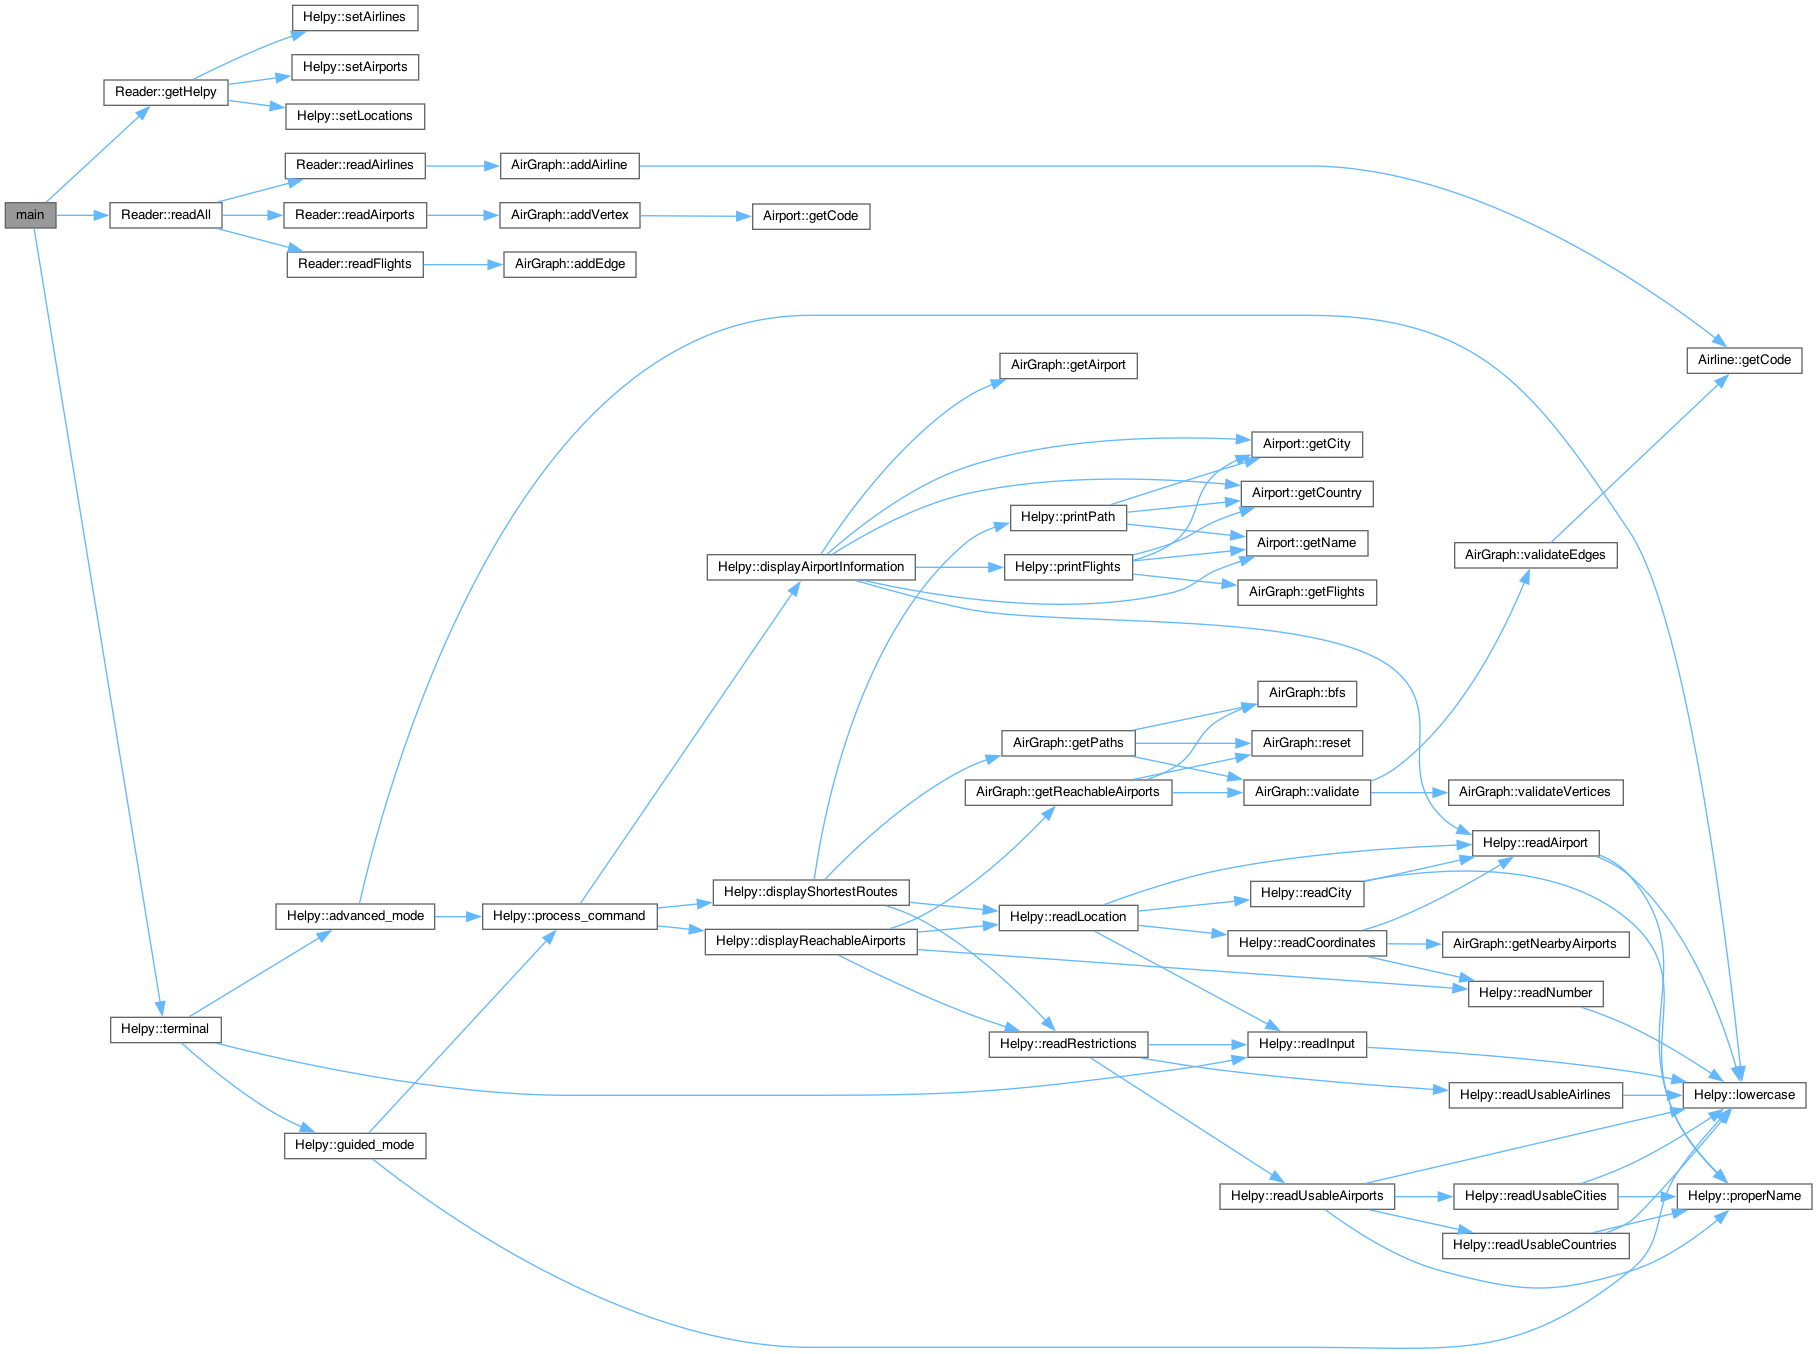 Helpy::setAirlines
Helpy::setAirports
Reader::getHelpy
Helpy::setLocations
Reader::readAirlines
AirGraph::addAirline
main
Reader::readAll
Reader::readAirports
AirGraph::addVertex
Airport::getCode
Reader::readFlights
AirGraph::addEdge
Airline::getCode
AirGraph::getAirport
Airport::getCity
Airport::getCountry
Helpy::printPath
Airport::getName
AirGraph::validateEdges
Helpy::displayAirportInformation
Helpy::printFlights
AirGraph::getFlights
AirGraph::bfs
AirGraph::getPaths
AirGraph::reset
AirGraph::getReachableAirports
AirGraph::validate
AirGraph::validateVertices
Helpy::readAirport
Helpy::displayShortestRoutes
Helpy::readCity
Helpy::advanced_mode
Helpy::process_command
Helpy::readLocation
Helpy::displayReachableAirports
Helpy::readCoordinates
AirGraph::getNearbyAirports
Helpy::readNumber
Helpy::terminal
Helpy::readRestrictions
Helpy::readInput
Helpy::readUsableAirlines
Helpy::lowercase
Helpy::guided_mode
Helpy::readUsableAirports
Helpy::readUsableCities
Helpy::properName
Helpy::readUsableCountries